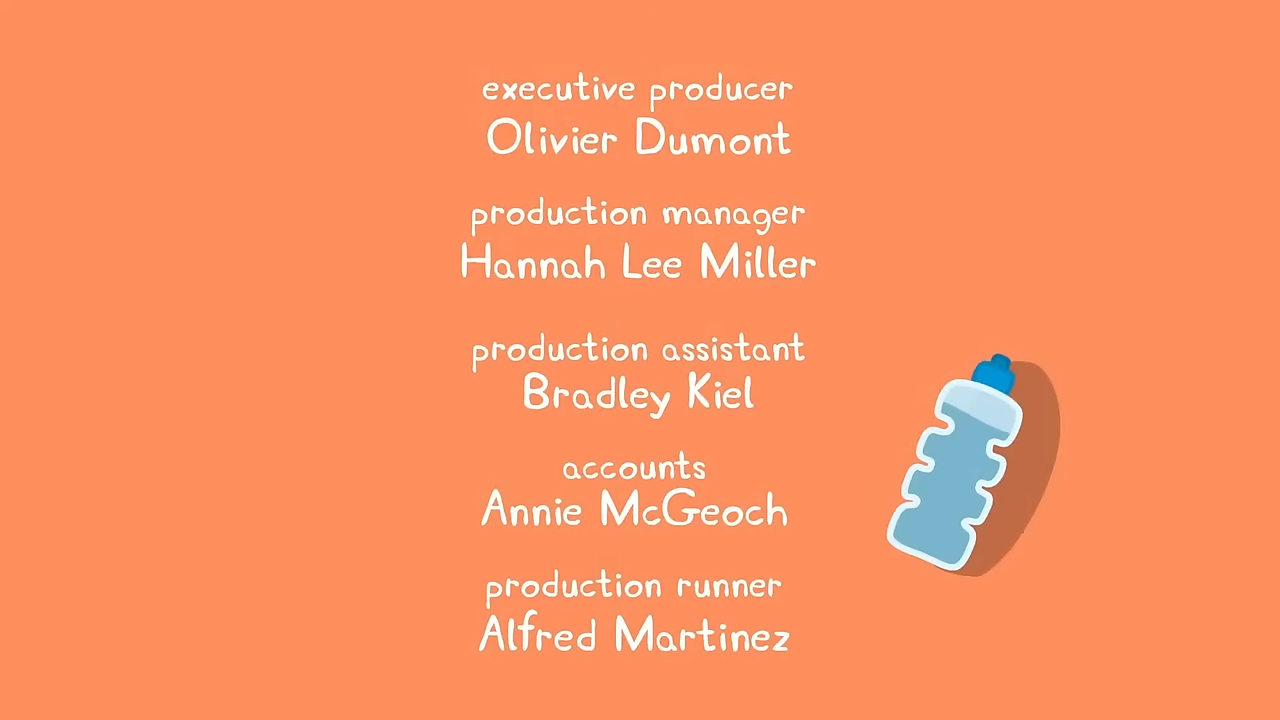 executive producer
Olivier Dumont
production manager
Hannah Lee Miller
production assistant
Bradley Kiel
accounts
Annie McGeoch
production runner
Alfred Martinez